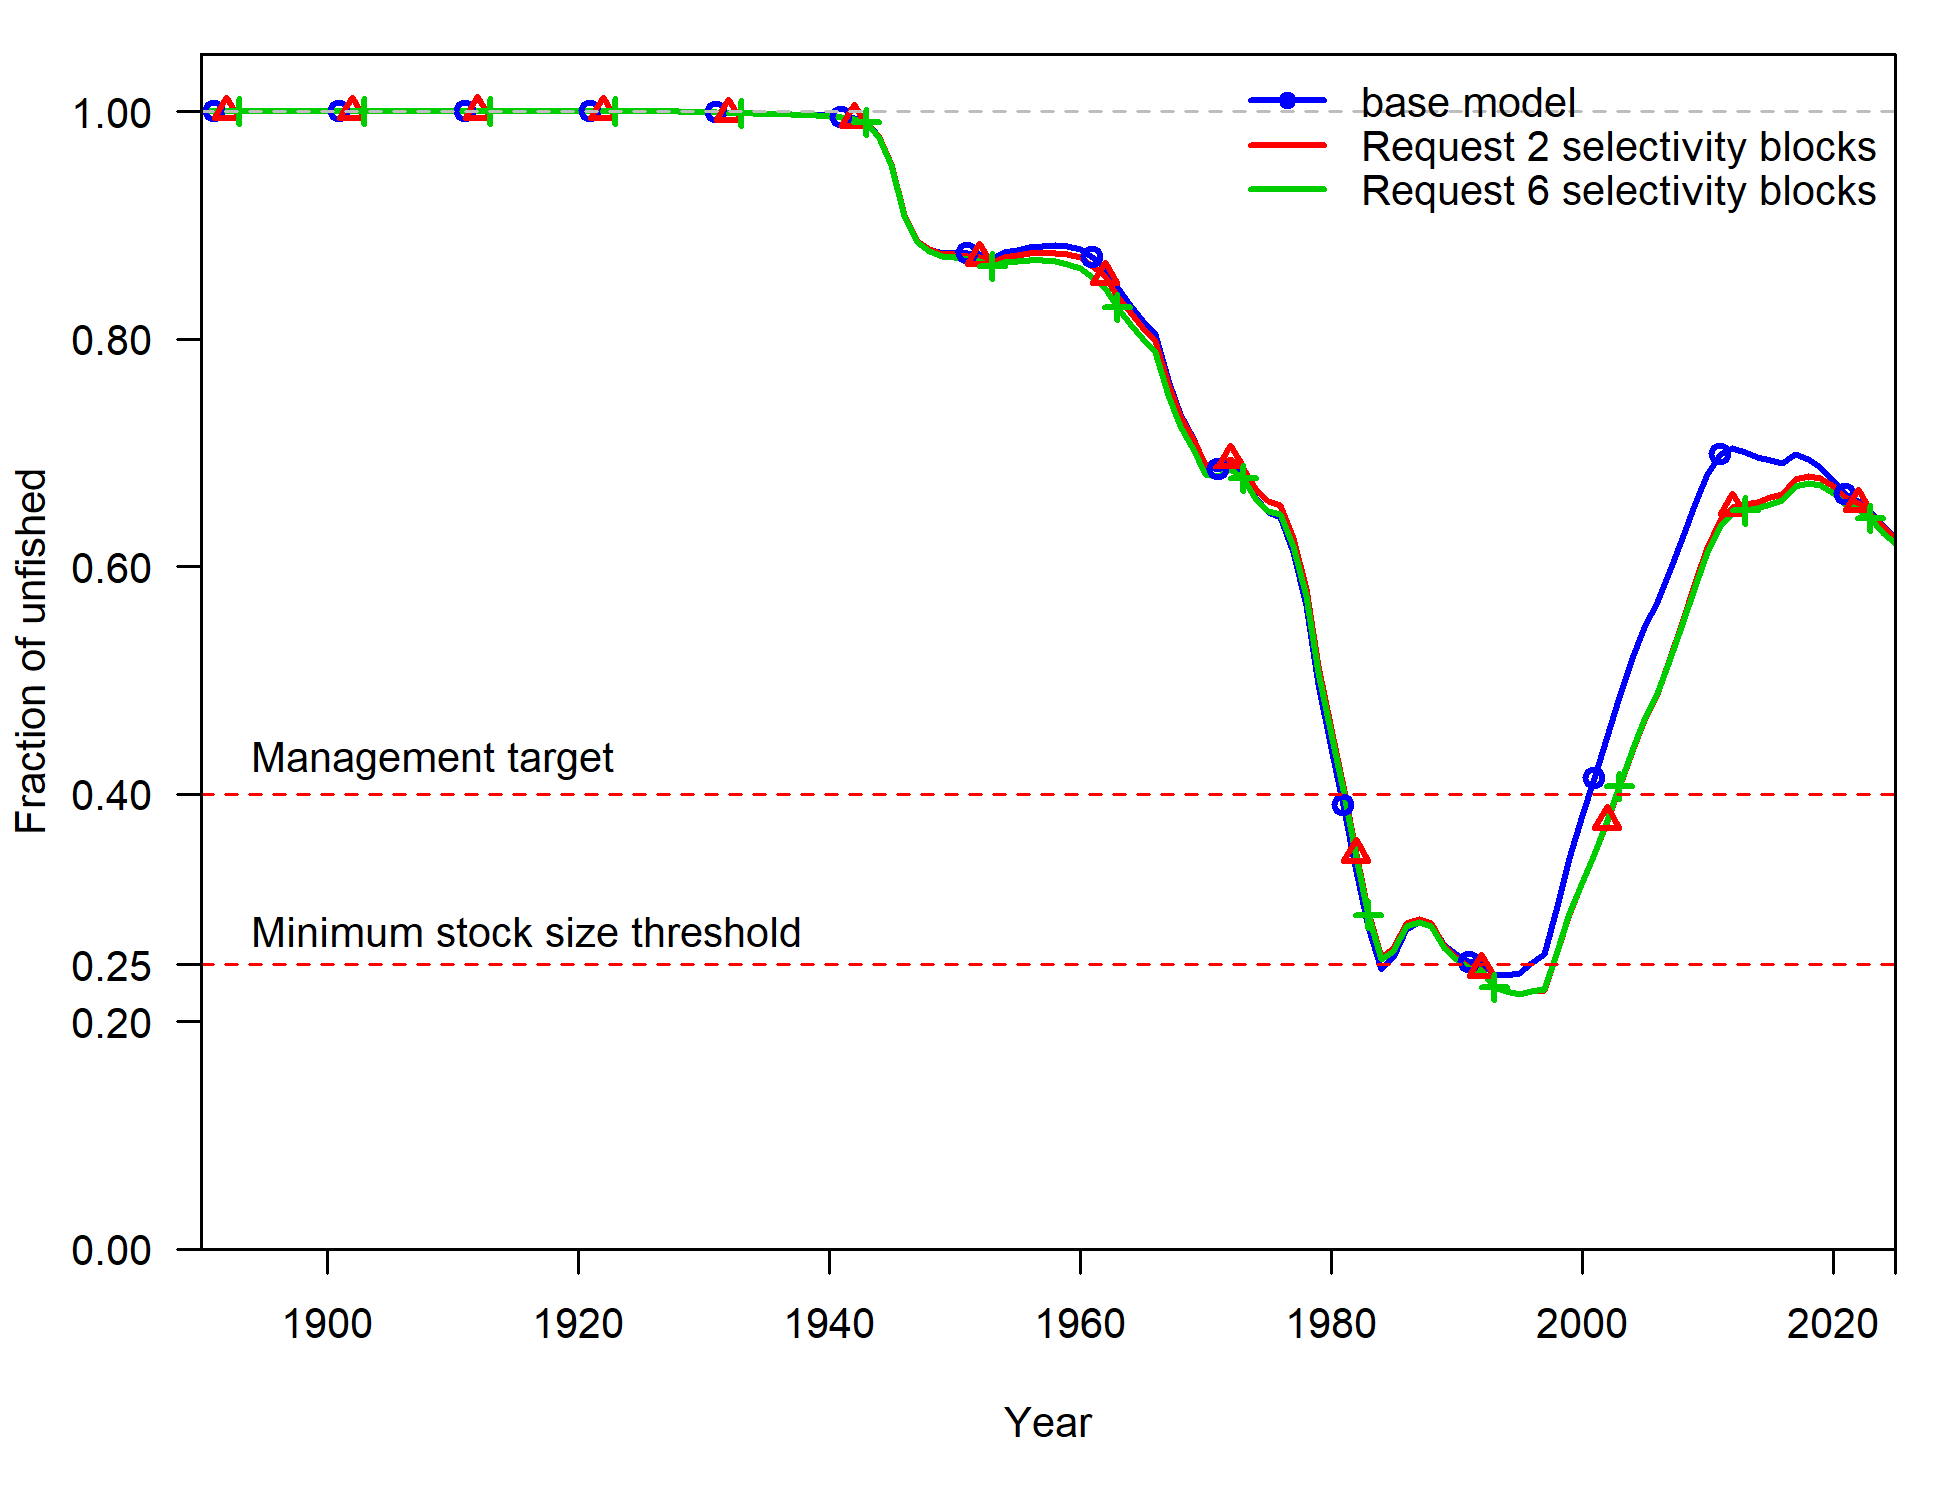 base model
Request 2 selectivity blocks
Request 6 selectivity blocks
Fraction of unfished
1.00
0.80
0.60
0.40
0.25
0.20
0.00
Management target
Minimum stock size threshold
1900 1920 1940 1960 1980 2000 2020
Year